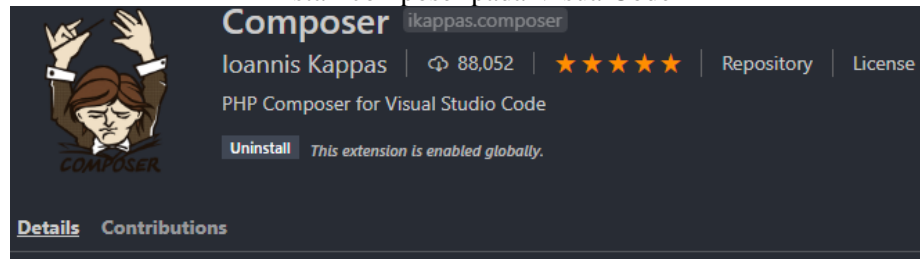 Composer ikappas.composer
Ioannis Kappas 88,052 Repository License
PHP Composer for Visual Studio Code
Uninstall This extension is enabled globally.
COMPOSER
Details Contributions